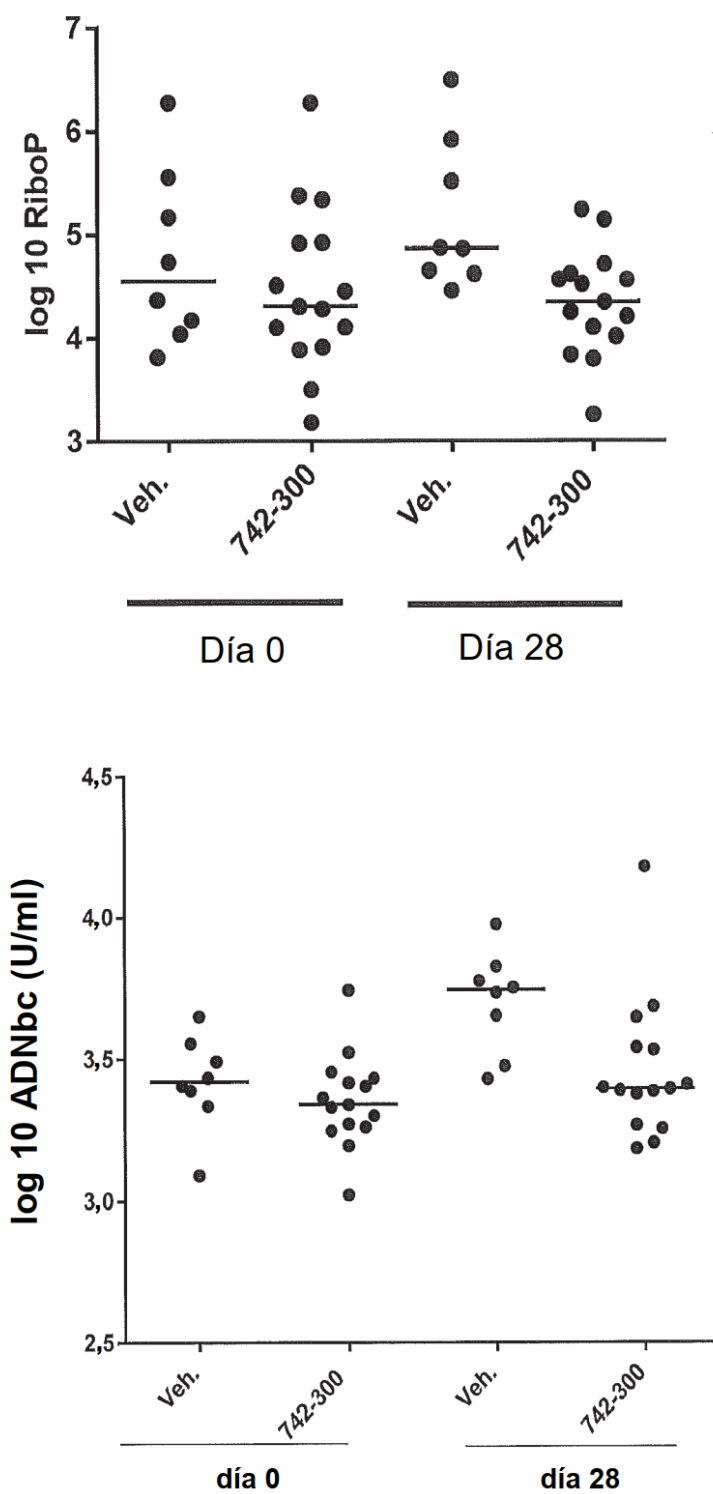 7
6
5
4
3
log 10 RiboP
Veh.
742-300
Veh.
742-300
Día 0
Día 28
4,5
4,0
3,5
3,0
2,5
log 10 ADNbc (U/ml)
Veh.
742-300
Veh.
742-300
día 0
día 28